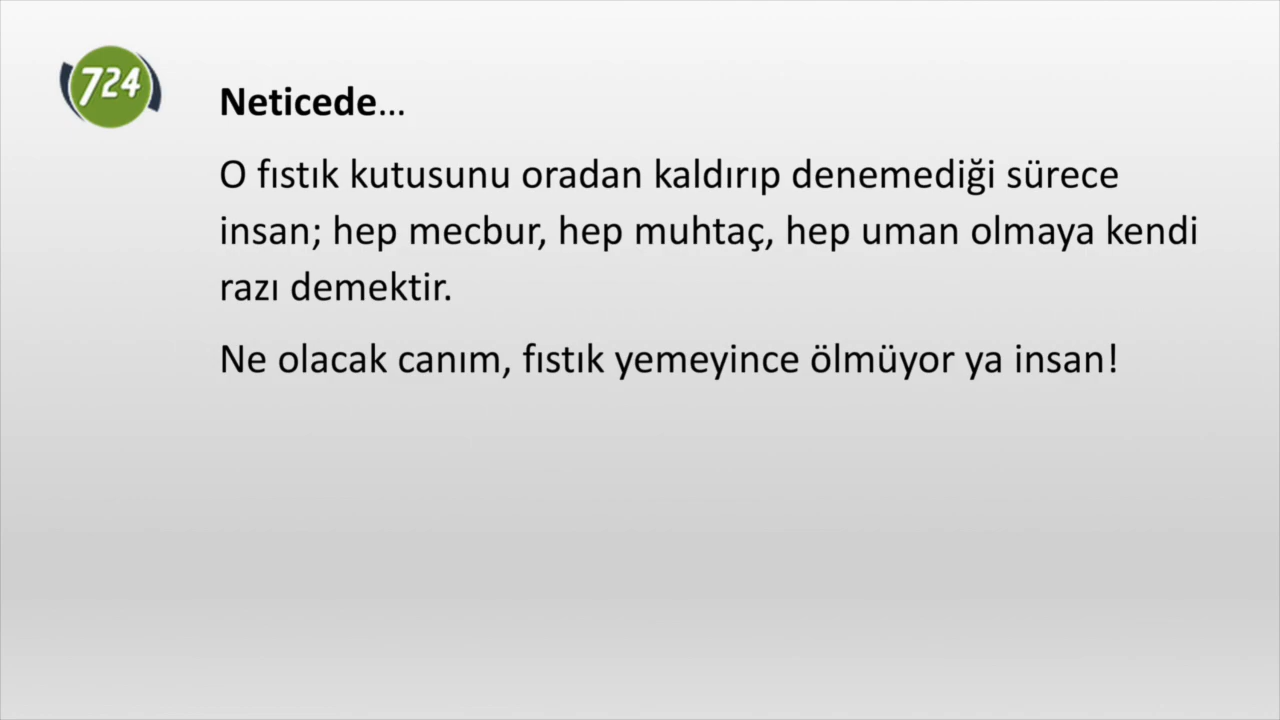 724
Neticede...
O fıstık kutusunu oradan kaldırıp denemediği sürece
insan; hep mecbur, hep muhtaç, hep uman olmaya kendi
razı demektir.
Ne olacak canım, fıstık yemeyince ölmüyor ya insan!